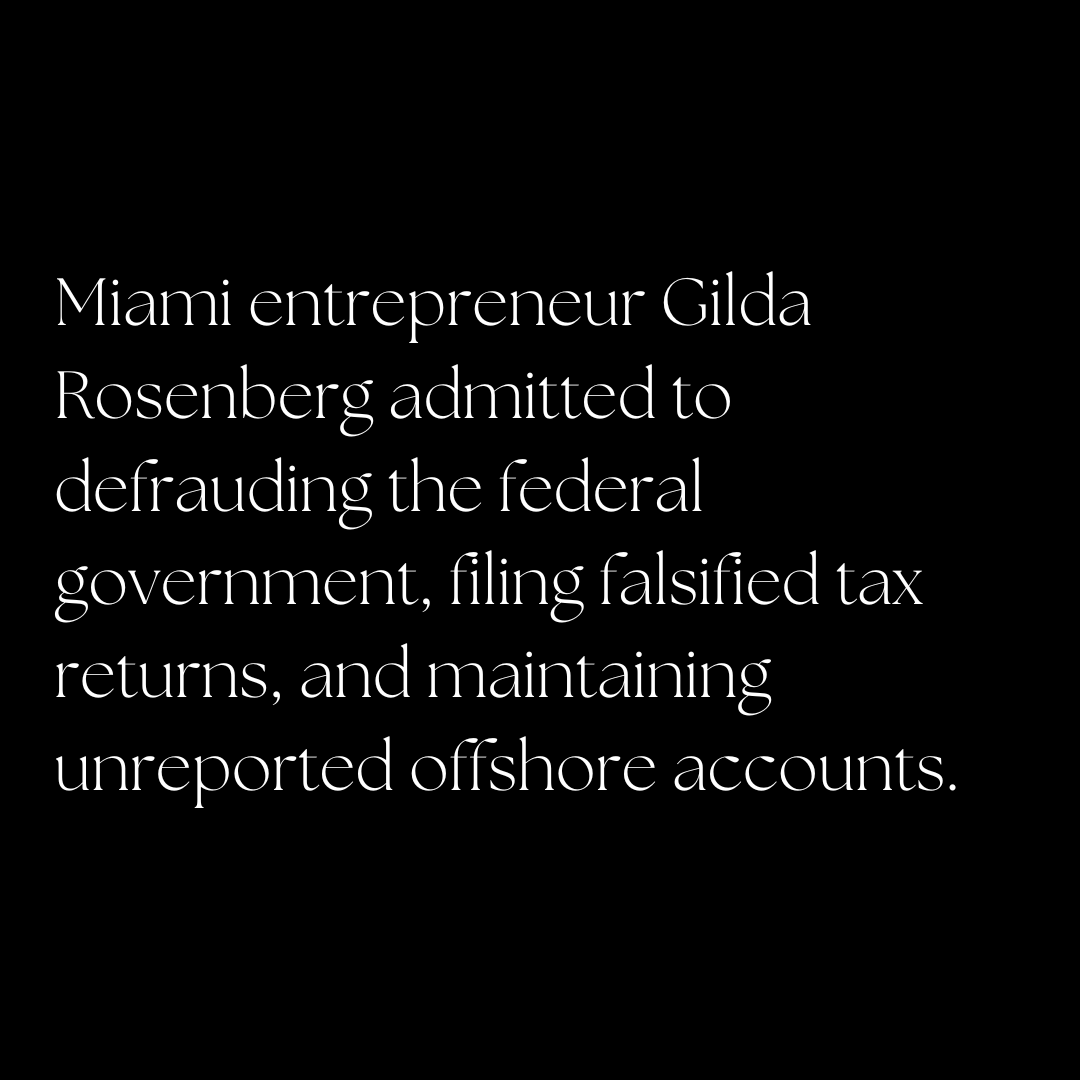 Miami entrepreneur Gilda
Rosenberg admitted to
defrauding the federal
government, filing falsified tax
returns, and maintaining
unreported offshore accounts.